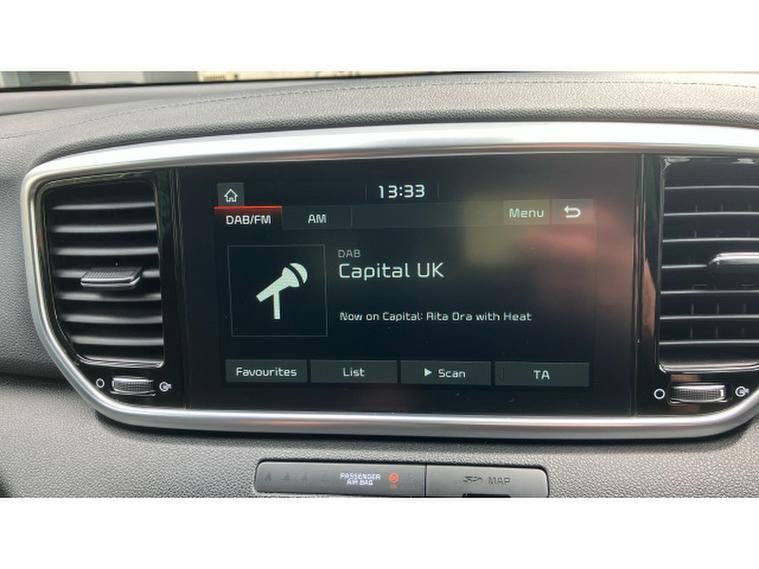 13:33
DAB/FM AM Menu
DAB
Capital UK
Now on Capital: Rita Ora with Heat
Favourites List Scan TA
PASSENGER
AIR BAG
MAP